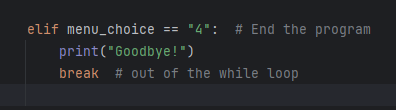 elif menu_choice == "4":  # End the program
    print("Goodbye!")
    break  # out of the while loop